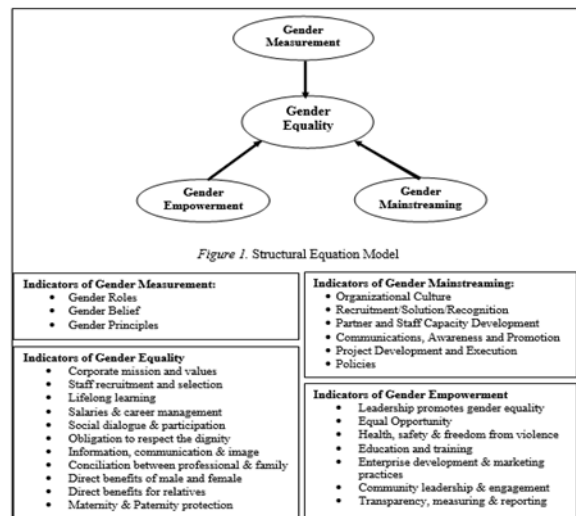 Gender
Measurement
Gender
Equality
Gender
Empowerment
Gender
Mainstreaming
Figure 1. Structural Equation Model
Indicators of Gender Measurement:
• Gender Roles
• Gender Belief
• Gender Principles
Indicators of Gender Equality
• Corporate mission and values
• Staff recruitment and selection
• Lifelong learning
• Salaries & career management
• Social dialogue & participation
• Obligation to respect the dignity
• Information, communication & image
• Conciliation between professional & family
• Direct benefits of male and female
• Direct benefits for relatives
• Maternity & Paternity protection
Indicators of Gender Mainstreaming:
• Organizational Culture
• Recruitment/Solution/Recognition
• Partner and Staff Capacity Development
• Communications, Awareness and Promotion
• Project Development and Execution
• Policies
Indicators of Gender Empowerment
• Leadership promotes gender equality
• Equal Opportunity
• Health, safety & freedom from violence
• Education and training
• Enterprise development & marketing
practices
• Community leadership & engagement
• Transparency, measuring & reporting